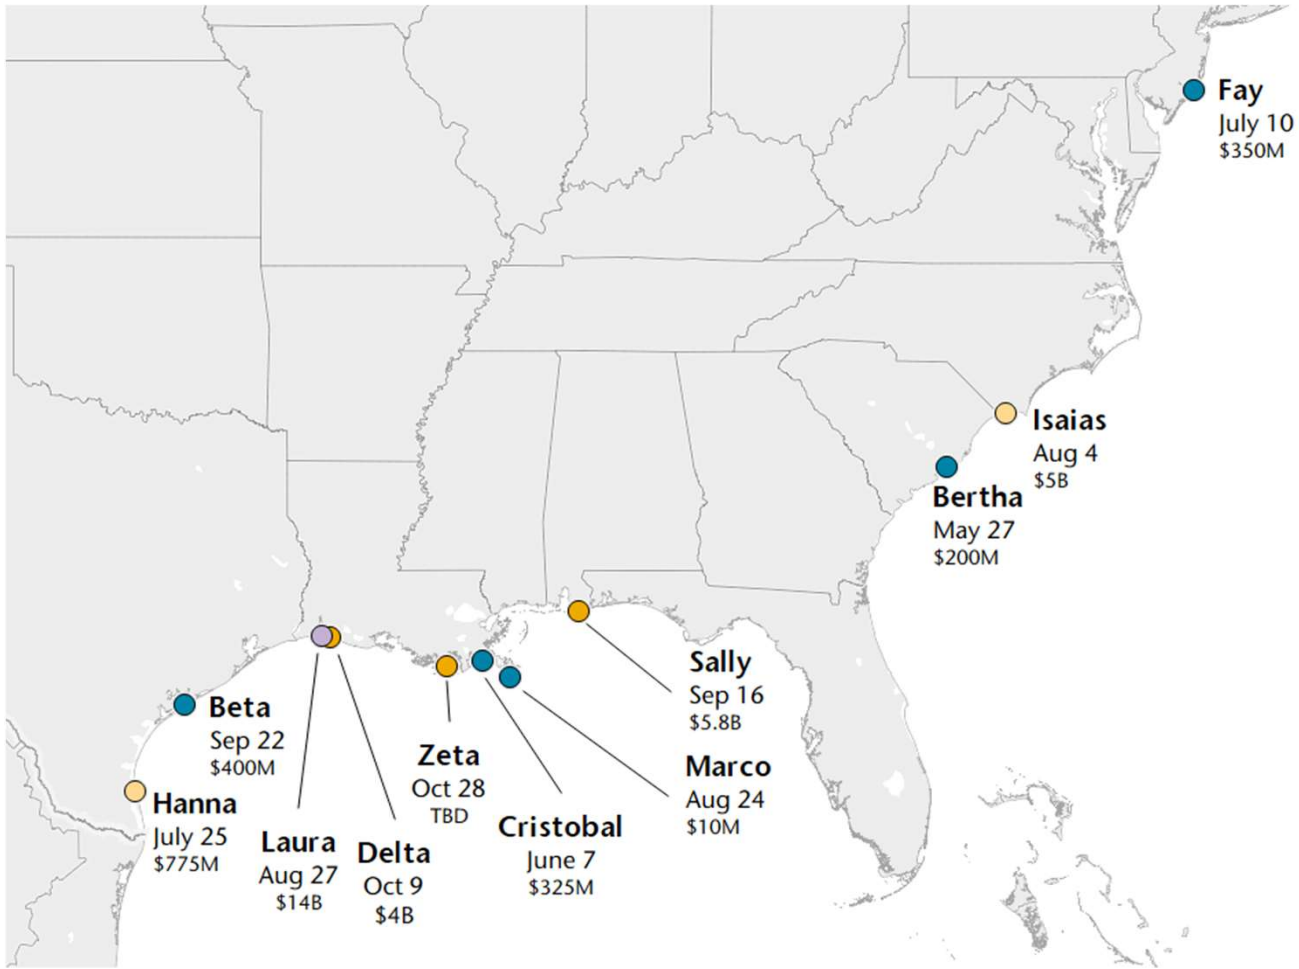 Fay
July 10
$350M
Isaias
Aug 4
$5B
Bertha
May 27
$200M
Sally
Sep 16
$5.8B
Beta
Sep 22
$400M
Zeta
Oct 28
TBD
Marco
Aug 24
$10M
Hanna
July 25
$775M
Laura
Aug 27
$14B
Delta
Oct 9
$4B
Cristobal
June 7
$325M